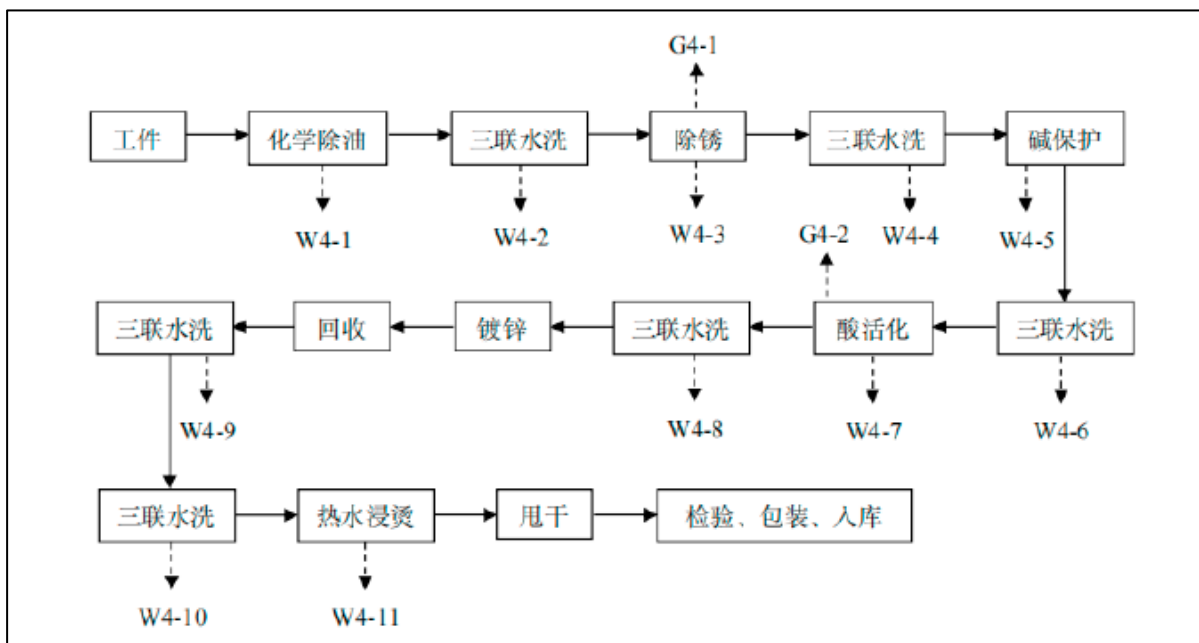 G4-1
工件 化学除油 三联水洗 除锈 三联水洗 碱保护
W4-1 W4-2 W4-3 G4-2 W4-4 W4-5
三联水洗 回收 镀锌 三联水洗 酸活化 三联水洗
W4-9 W4-8 W4-7 W4-6
三联水洗 热水浸烫 甩干 检验、包装、入库
W4-10 W4-11